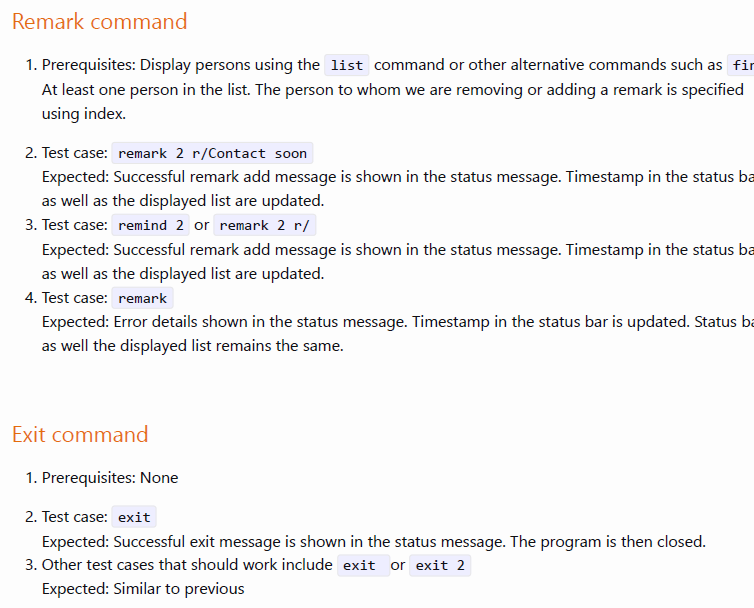 Remark command
1. Prerequisites: Display persons using the list command or other alternative commands such as
At least one person in the list. The person to whom we are removing or adding a remark is specified
using index.
2. Test case: remark 2 r/Contact soon
Expected: Successful remark add message is shown in the status message. Timestamp in the status
as well as the displayed list are updated.
3. Test case: remind 2 or remark 2 r/
Expected: Successful remark add message is shown in the status message. Timestamp in the status
as well as the displayed list are updated.
4. Test case: remark
Expected: Error details shown in the status message. Timestamp in the status bar is updated. Status
as well the displayed list remains the same.
Exit command
1. Prerequisites: None
2. Test case: exit
Expected: Successful exit message is shown in the status message. The program is then closed.
3. Other test cases that should work include exit or exit 2
Expected: Similar to previous